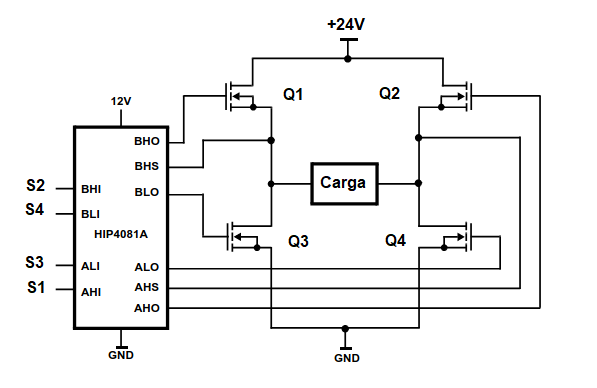 +24V
Q1
Q2
12V
BHO
BHS
S2
BHI
BLO
Carga
S4
BLI
HIP4081A
Q3
Q4
S3
ALI
ALO
S1
AHI
AHS
AHO
GND
GND